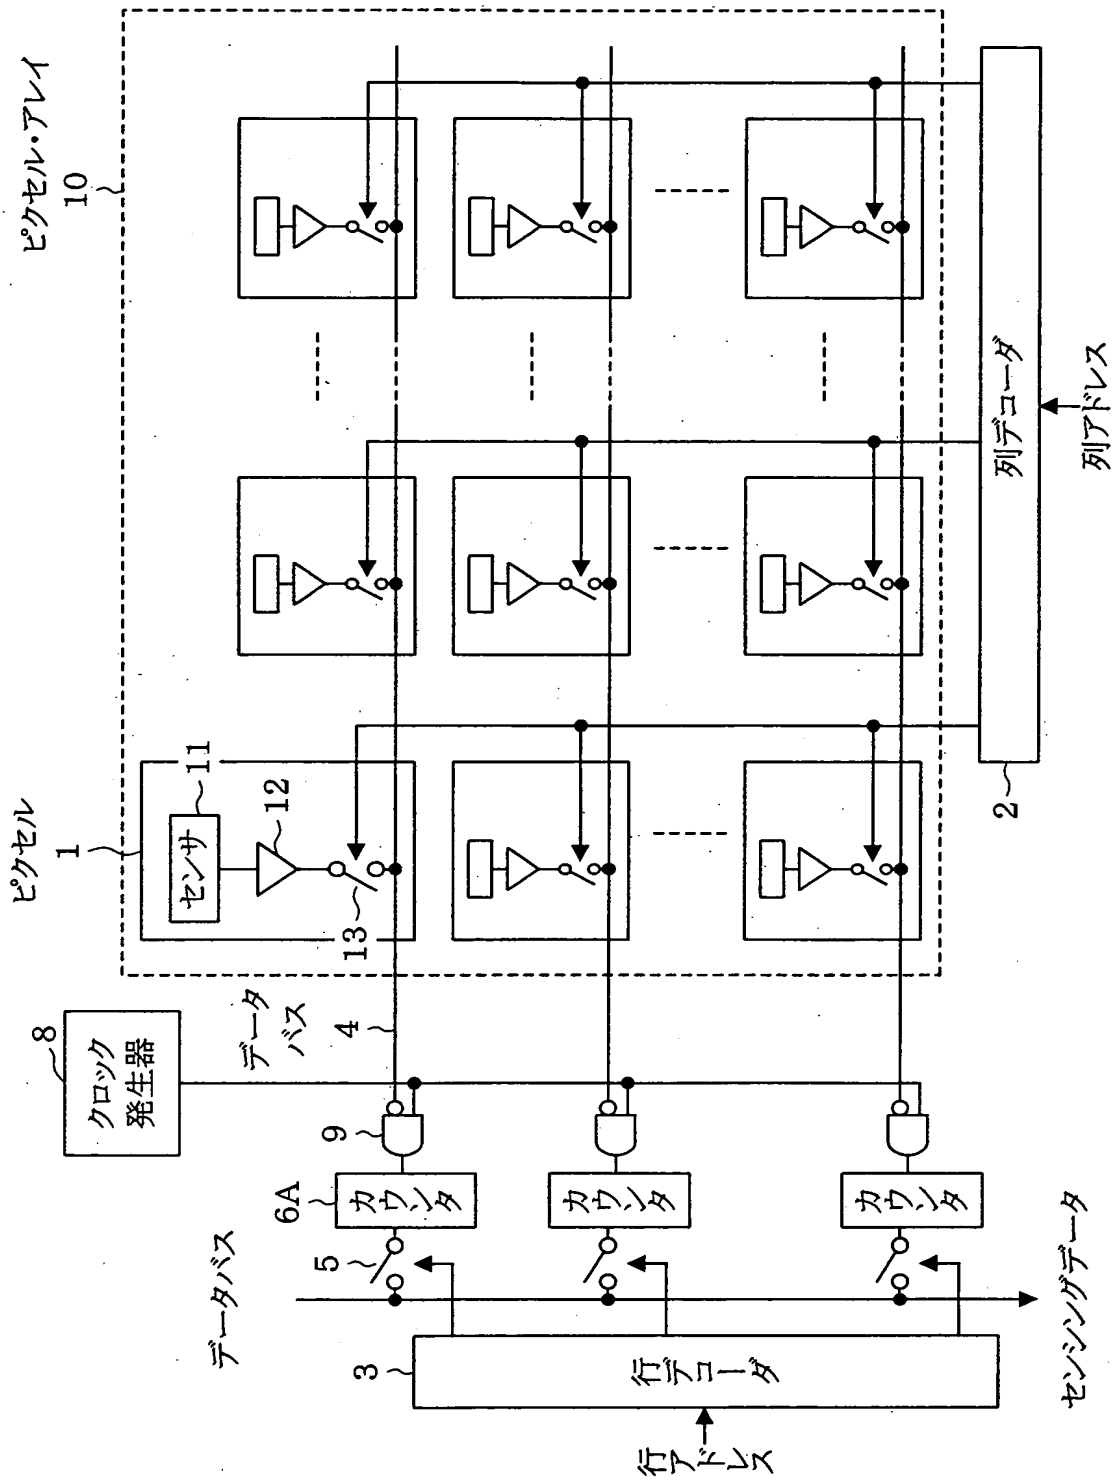 ピクセル・アレイ
10
ピクセル
1
センサ
11
12
13
クロック
発生器
8
データ
バス
4
9
6A
カウンタ
カウンタ
カウンタ
5
データバス
3
行デコーダ
行アドレス
センシングデータ
2
列デコーダ
列アドレス